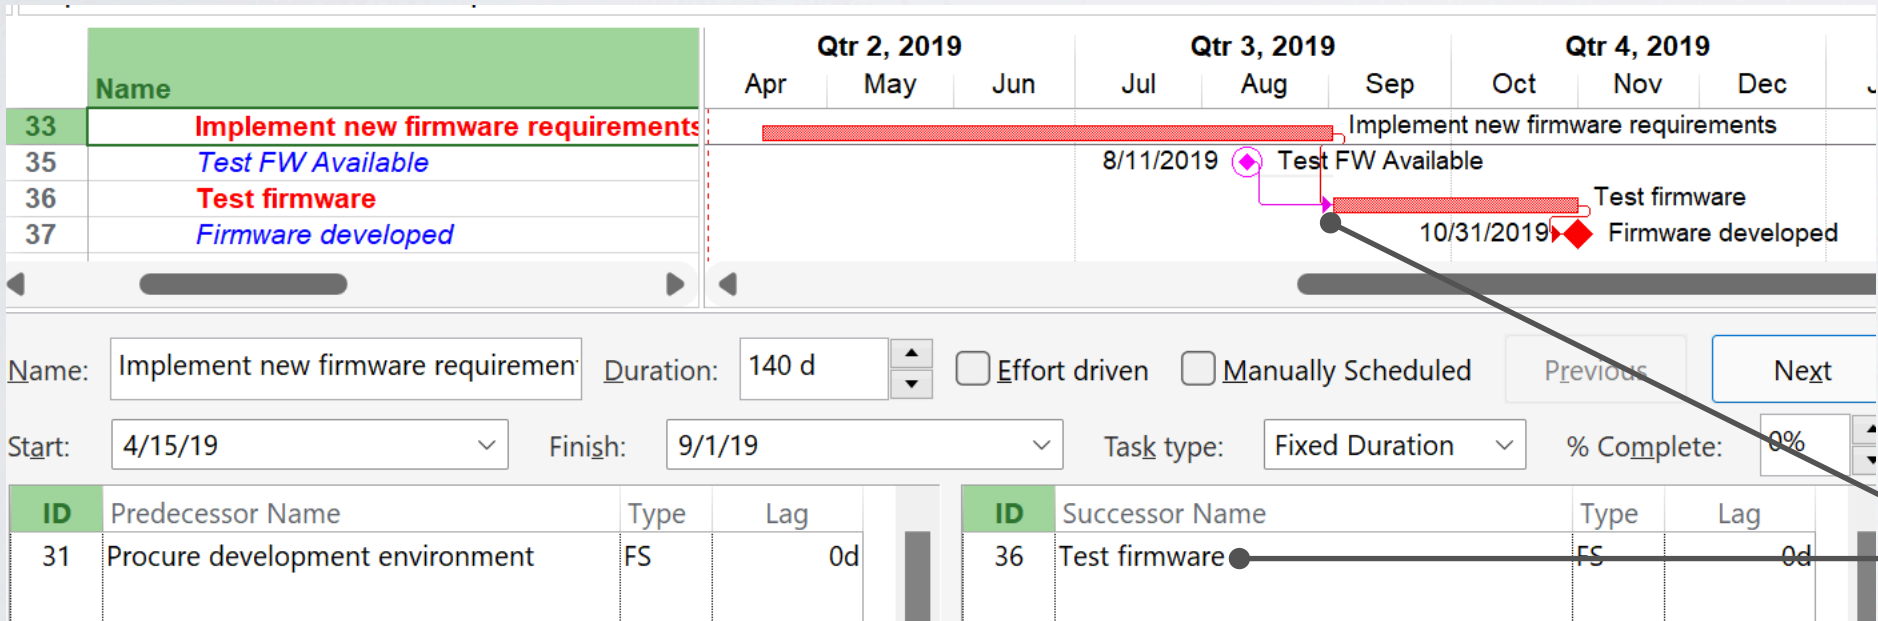 Qtr 2, 2019 Qtr 3, 2019 Qtr 4, 2019
Name Apr May Jun Jul Aug Sep Oct Nov Dec
33 Implement new firmware requirements Implement new firmware requirements
35 Test FW Available 8/11/2019 Test FW Available
36 Test firmware Test firmware
37 Firmware developed 10/31/2019 Firmware developed
Name: Implement new firmware requirement Duration: 140 d Effort driven Manually Scheduled Previous Next
Start: 4/15/19 Finish: 9/1/19 Task type: Fixed Duration % Complete: 0%
ID Predecessor Name Type Lag ID Successor Name Type Lag
31 Procure development environment FS 0d 36 Test firmware FS 0d